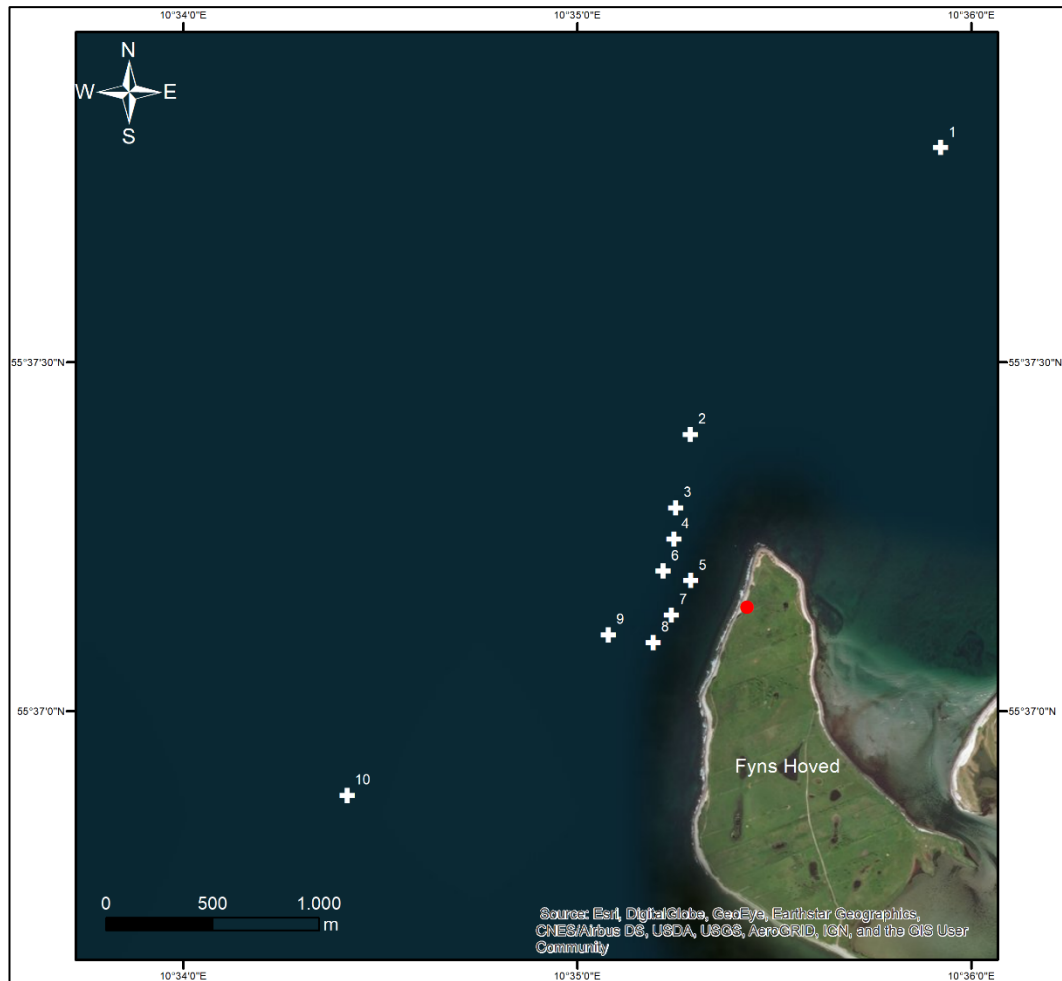 10°34'0"E 10°35'0"E 10°36'0"E
N
W E
S
1
55°37'30"N 55°37'30"N
2
3
4
6
5
7
9
8
55°37'0"N 55°37'0"N
Fyns Hoved
10
0 500 1.000
m
Source: Esri, DigitalGlobe, GeoEye, Earthstar Geographics,
CNES/Airbus DS, USDA, USGS, AeroGRID, IGN, and the GIS User
Community
10°34'0"E 10°35'0"E 10°36'0"E